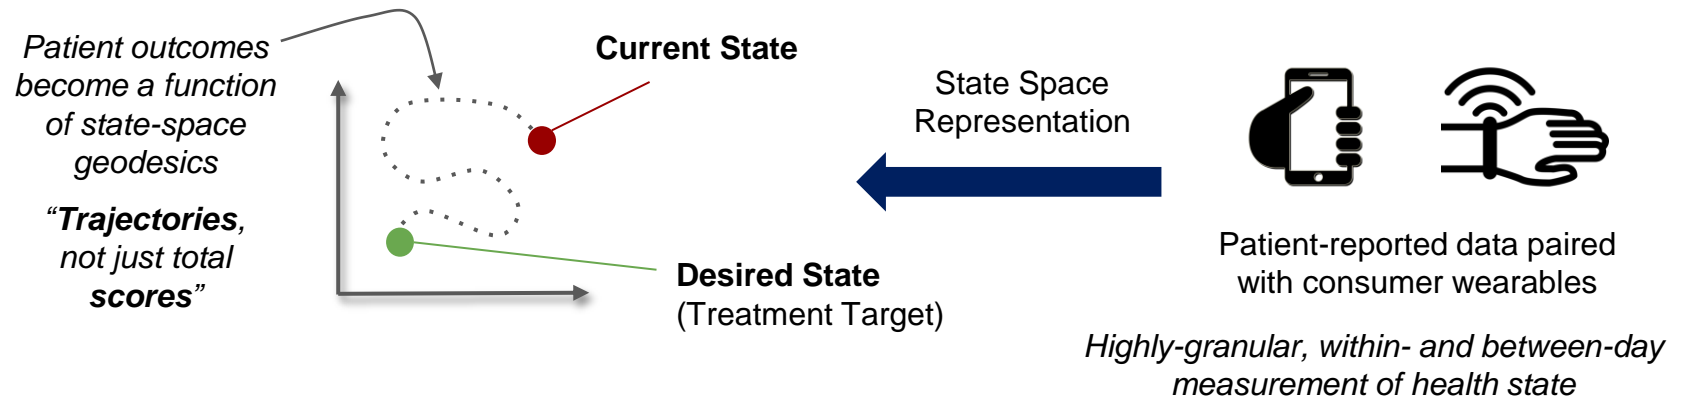 Patient outcomes
become a function
of state-space
geodesics
“Trajectories,
not just total
scores”
Current State
Desired State
(Treatment Target)
State Space
Representation
Patient-reported data paired
with consumer wearables
Highly-granular, within- and between-day
measurement of health state